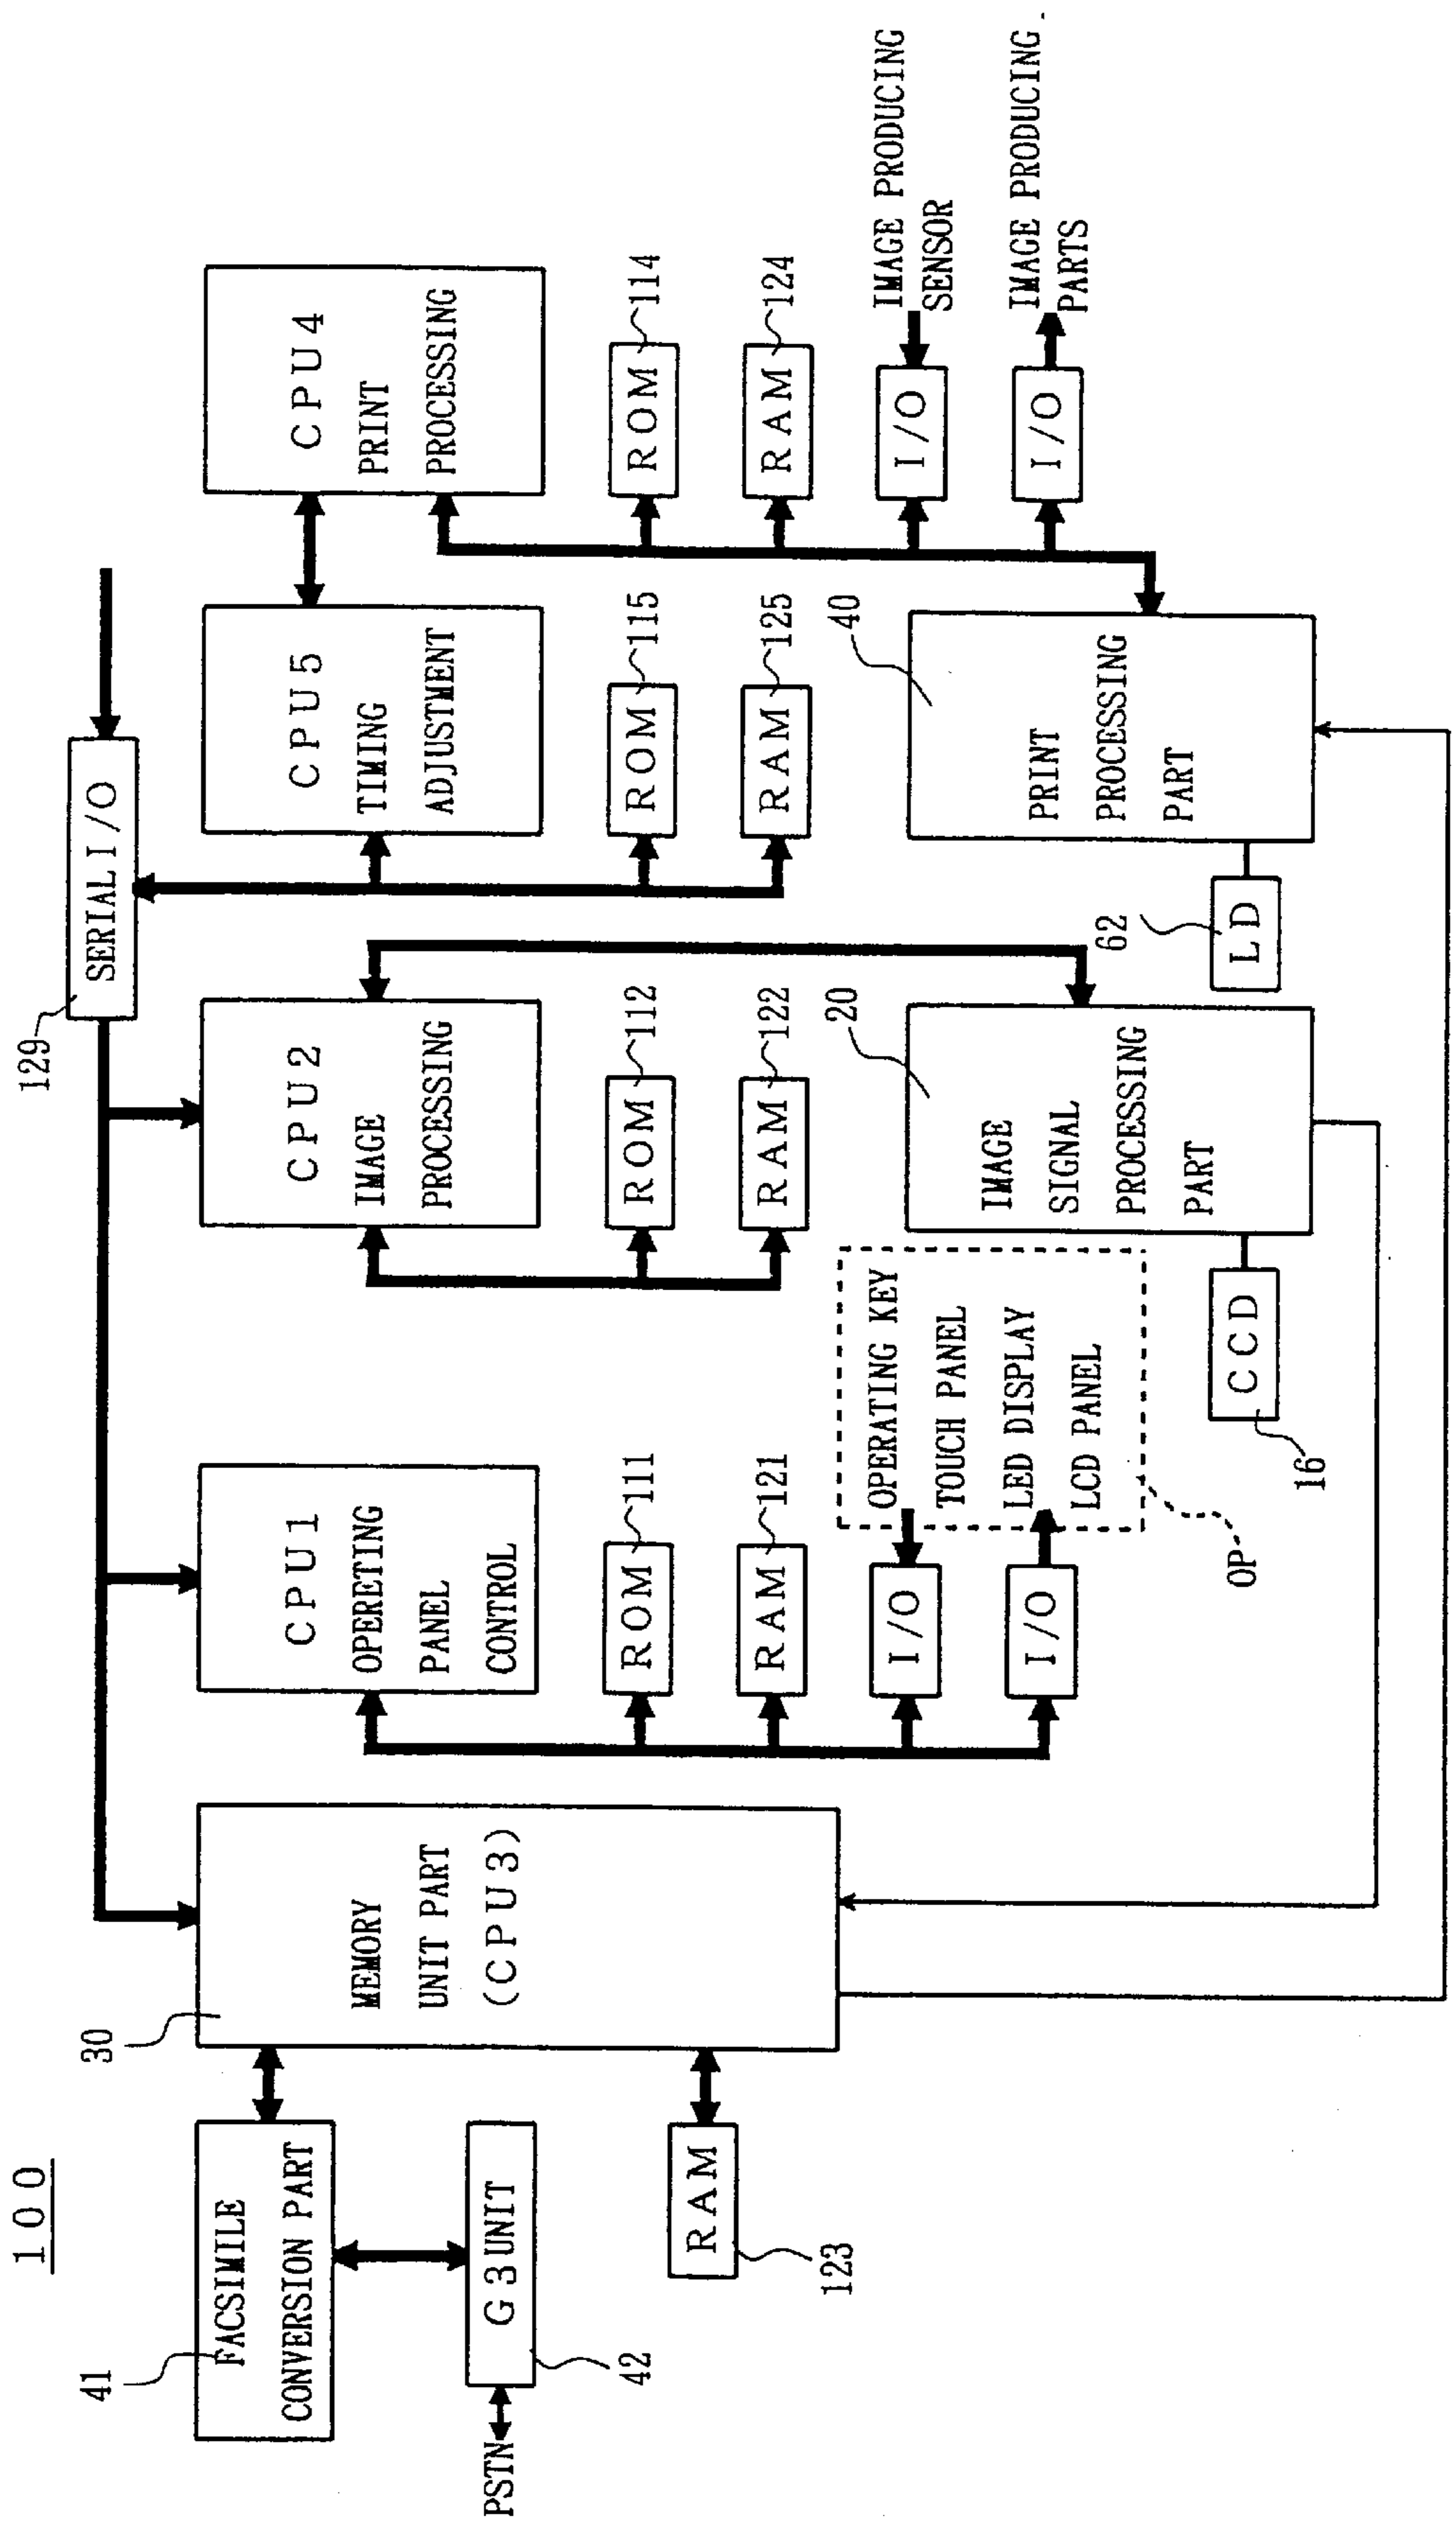 100
129
SERIAL I/O
41
FACSIMILE
CONVERSION PART
G3UNIT
42
PSTN
30
MEMORY
UNIT PART
(CPU3)
RAM
123
CPU1
OPERETING
PANEL
CONTROL
ROM
111
RAM
121
I/O
I/O
OPERATING KEY
TOUCH PANEL
LED DISPLAY
LCD PANEL
OP
CPU2
IMAGE
PROCESSING
ROM
112
RAM
122
20
IMAGE
SIGNAL
PROCESSING
PART
CCD
16
CPU5
TIMING
ADJUSTMENT
ROM
115
RAM
125
40
PRINT
PROCESSING
PART
62
LD
CPU4
PRINT
PROCESSING
ROM
114
RAM
124
I/O
IMAGE PRODUCING
SENSOR
I/O
IMAGE PRODUCING
PARTS